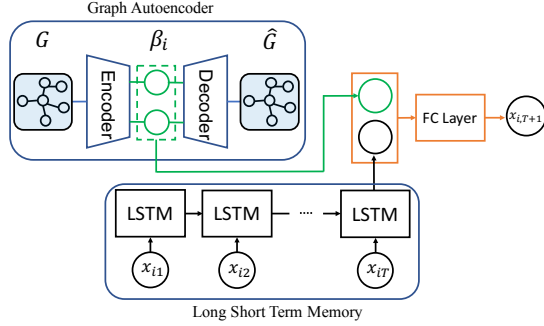 Graph Autoencoder
G
β_i
Ĝ
Encoder
Decoder
FC Layer
x_{i,T+1}
LSTM
LSTM
....
LSTM
x_{i1}
x_{i2}
x_{iT}
Long Short Term Memory